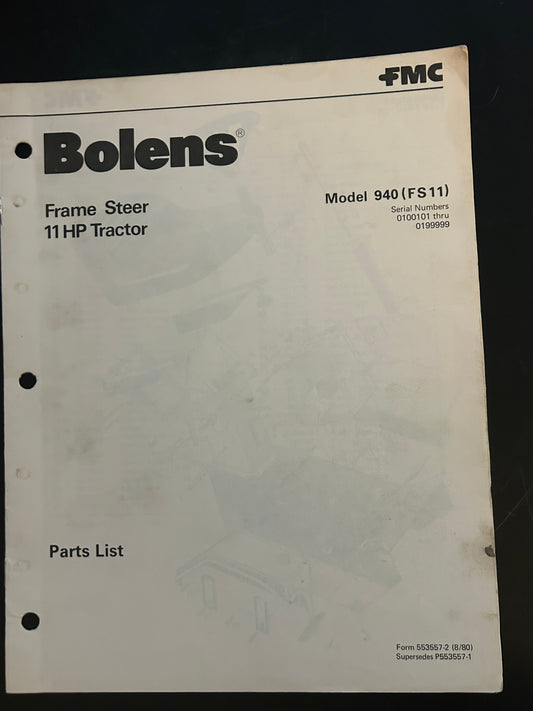 FMC
Bolens®
Frame Steer
11 HP Tractor
Model 940 (FS11)
Serial Numbers
0100101 thru
0199999
Parts List
Form 553557-2 (8/80)
Supersedes P553557-1